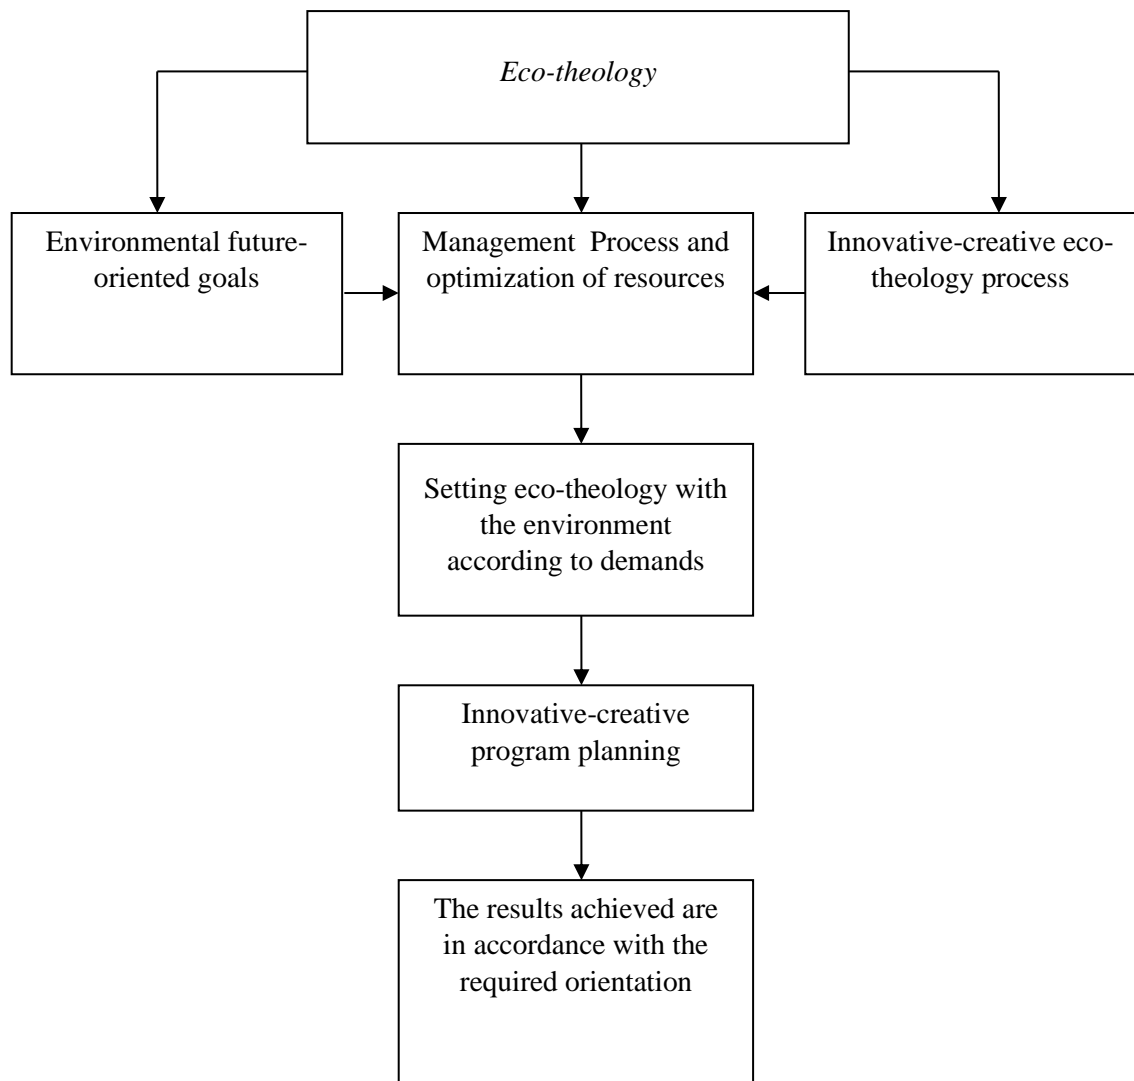 Eco-theology
Environmental future-
oriented goals
Management  Process and
optimization of resources
Innovative-creative eco-
theology process
Setting eco-theology with
the environment
according to demands
Innovative-creative
program planning
The results achieved are
in accordance with the
required orientation